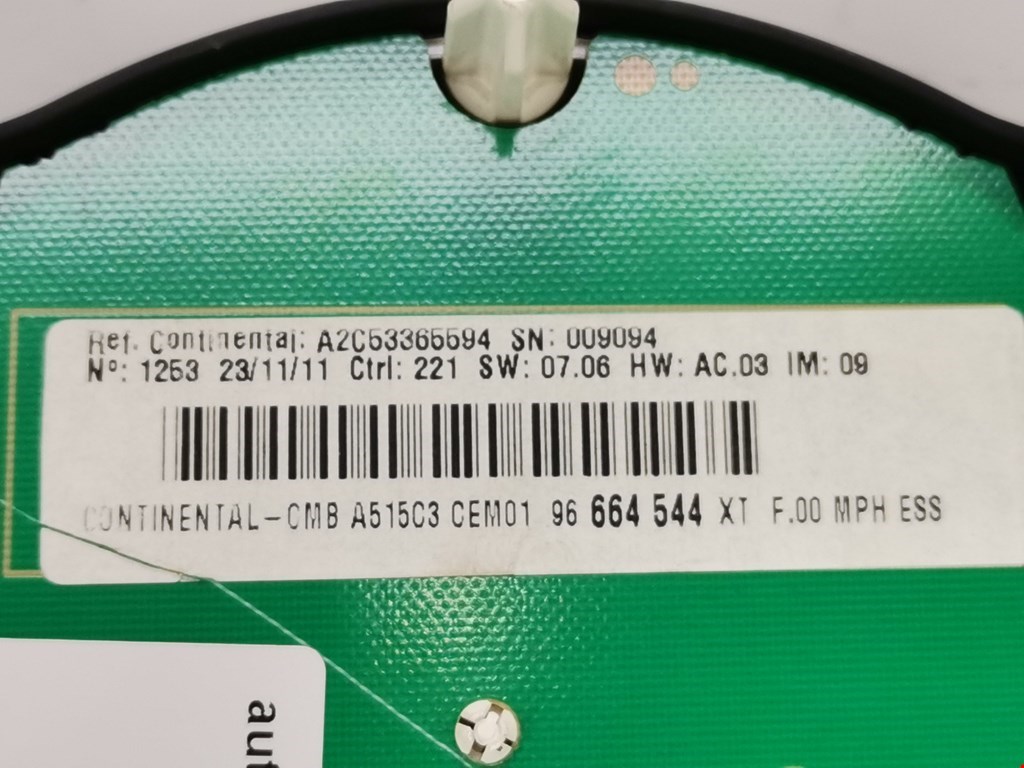 Ref. Continental: A2C53365594 SN: 009094
Nº: 1253 23/11/11 Ctrl: 221 SW: 07.06 HW: AC.03 IM: 09
CONTINENTAL-CMB A515C3 CEM01 96 664 544 XT F.00 MPH ESS
aut